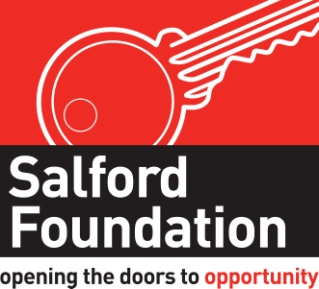 Salford
Foundation
opening the doors to opportunity